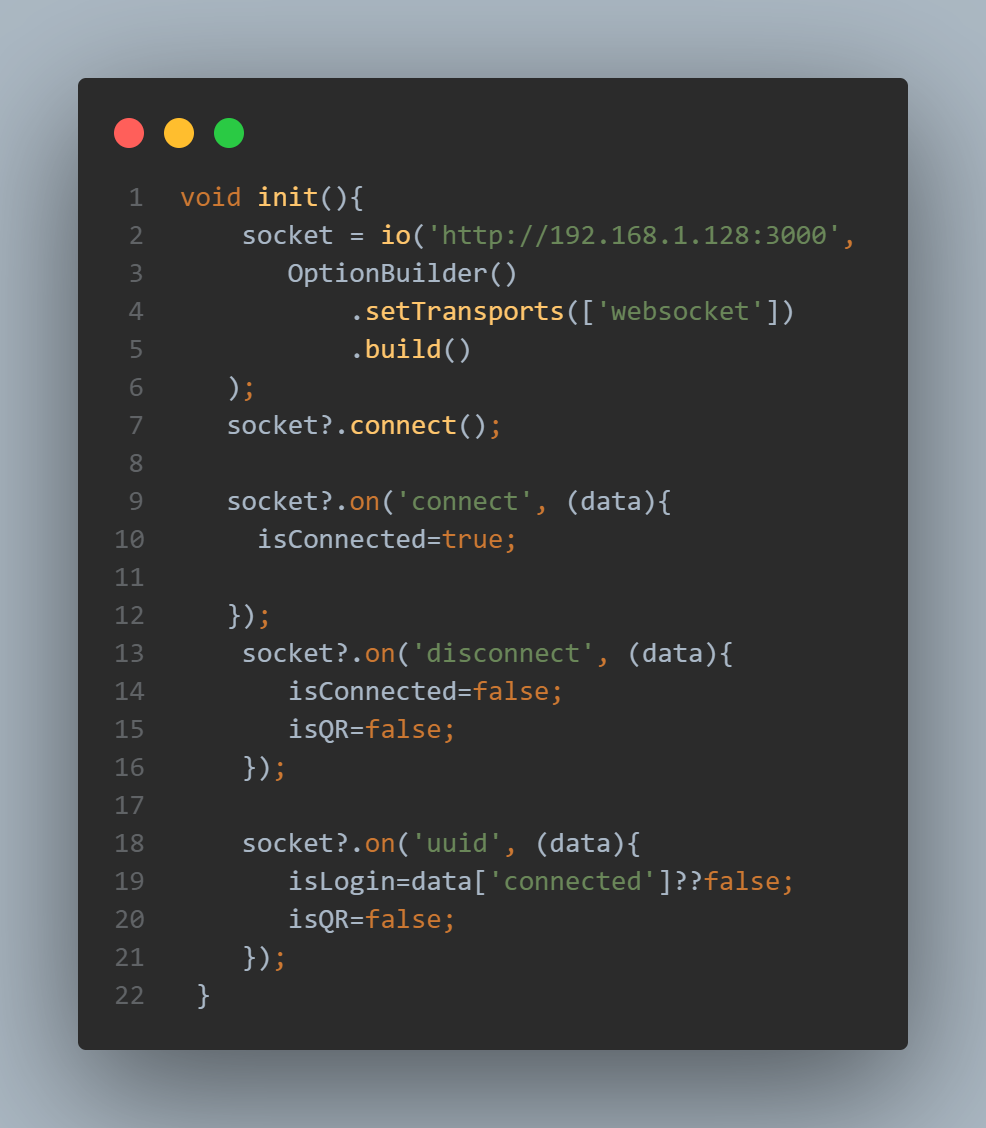 1 void init(){
2 socket = io('http://192.168.1.128:3000',
3 OptionBuilder()
4 .setTransports(['websocket'])
5 .build()
6 );
7 socket?.connect();
8
9 socket?.on('connect', (data){
10 isConnected=true;
11
12 });
13 socket?.on('disconnect', (data){
14 isConnected=false;
15 isQR=false;
16 });
17
18 socket?.on('uuid', (data){
19 isLogin=data['connected']??false;
20 isQR=false;
21 });
22 }